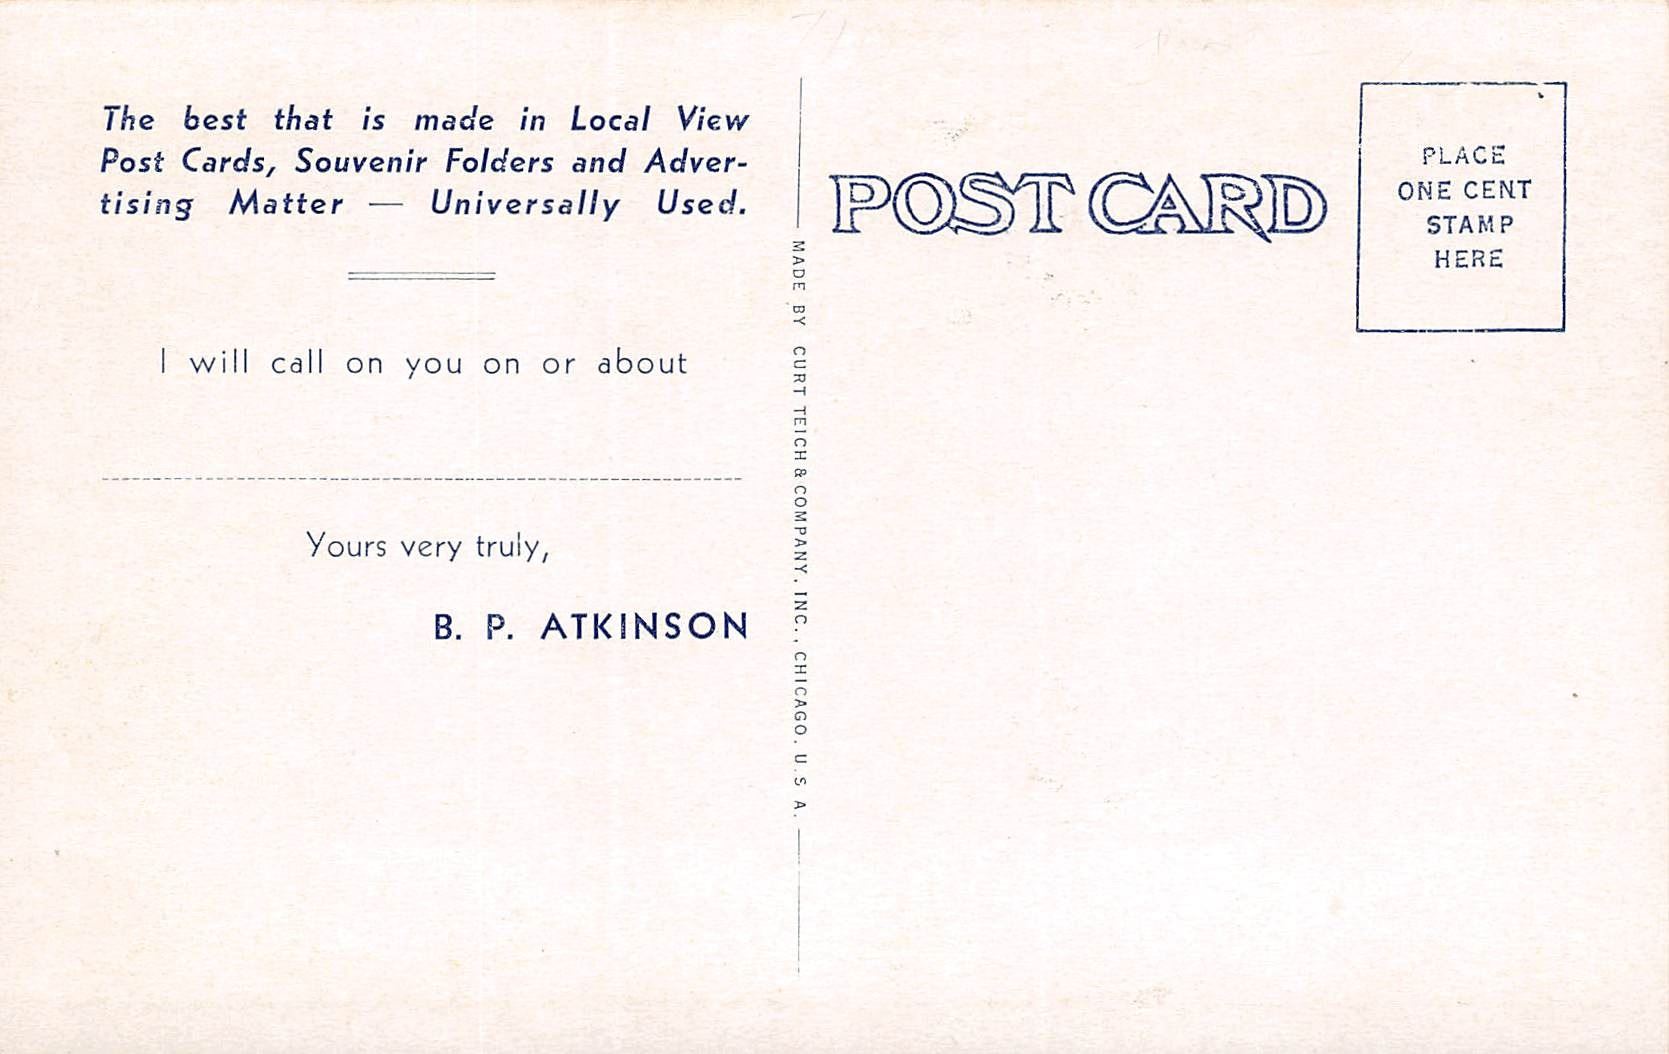 The best that is made in Local View
Post Cards, Souvenir Folders and Adver-
tising Matter — Universally Used.
I will call on you on or about
Yours very truly,
B. P. ATKINSON
MADE BY CURT TEICH & COMPANY, INC., CHICAGO, U.S.A.
POST CARD
PLACE
ONE CENT
STAMP
HERE